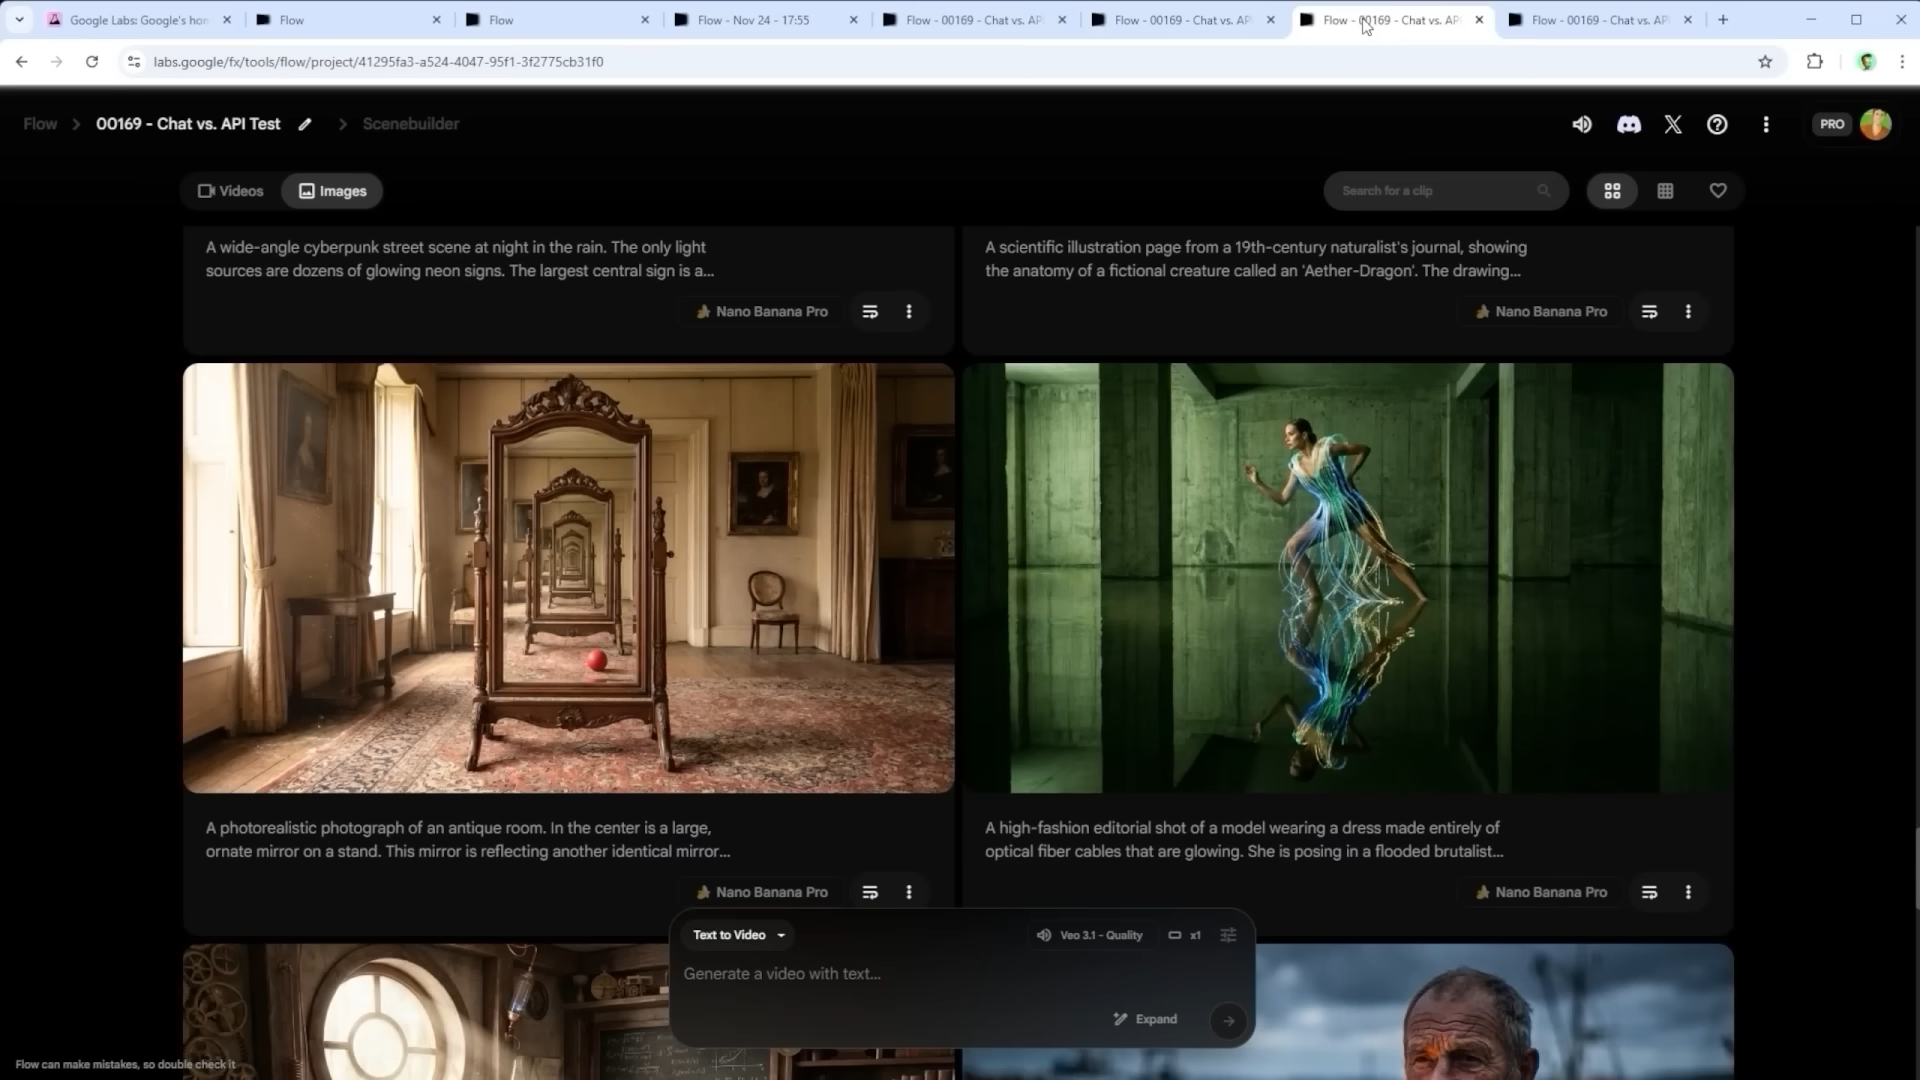 Google Labs: Google's hom
Flow
Flow
Flow - Nov 24 - 17:55
Flow - 00169 - Chat vs. AP
Flow - 00169 - Chat vs. AP
Flow - 00169 - Chat vs. AP
Flow - 00169 - Chat vs. AP
labs.google/fx/tools/flow/project/41295fa3-a524-4047-95f1-3f2775cb31f0
Flow
00169 - Chat vs. API Test
Scenebuilder
PRO
Videos
Images
Search for a clip
A wide-angle cyberpunk street scene at night in the rain. The only light
sources are dozens of glowing neon signs. The largest central sign is a...
Nano Banana Pro
A scientific illustration page from a 19th-century naturalist's journal, showing
the anatomy of a fictional creature called an 'Aether-Dragon'. The drawing...
Nano Banana Pro
A photorealistic photograph of an antique room. In the center is a large,
ornate mirror on a stand. This mirror is reflecting another identical mirror...
Nano Banana Pro
A high-fashion editorial shot of a model wearing a dress made entirely of
optical fiber cables that are glowing. She is posing in a flooded brutalist...
Nano Banana Pro
Text to Video
Veo 3.1 - Quality
x1
Generate a video with text...
Expand
Flow can make mistakes, so double check it